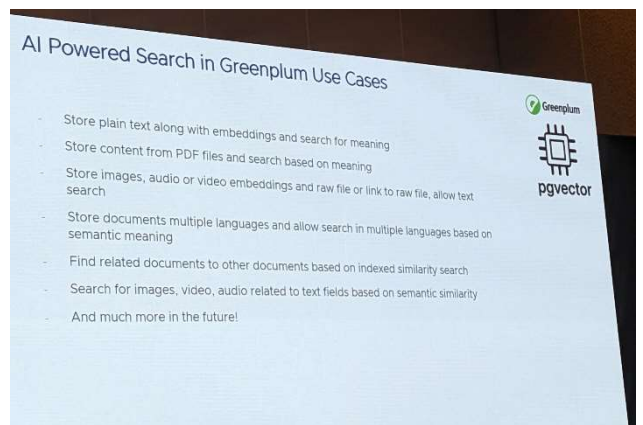 AI Powered Search in Greenplum Use Cases
Greenplum
pgvector
- Store plain text along with embeddings and search for meaning
- Store content from PDF files and search based on meaning
- Store images, audio or video embeddings and raw file or link to raw file, allow text
search
- Store documents multiple languages and allow search in multiple languages based on
semantic meaning
- Find related documents to other documents based on indexed similarity search
- Search for images, video, audio related to text fields based on semantic similarity
- And much more in the future!